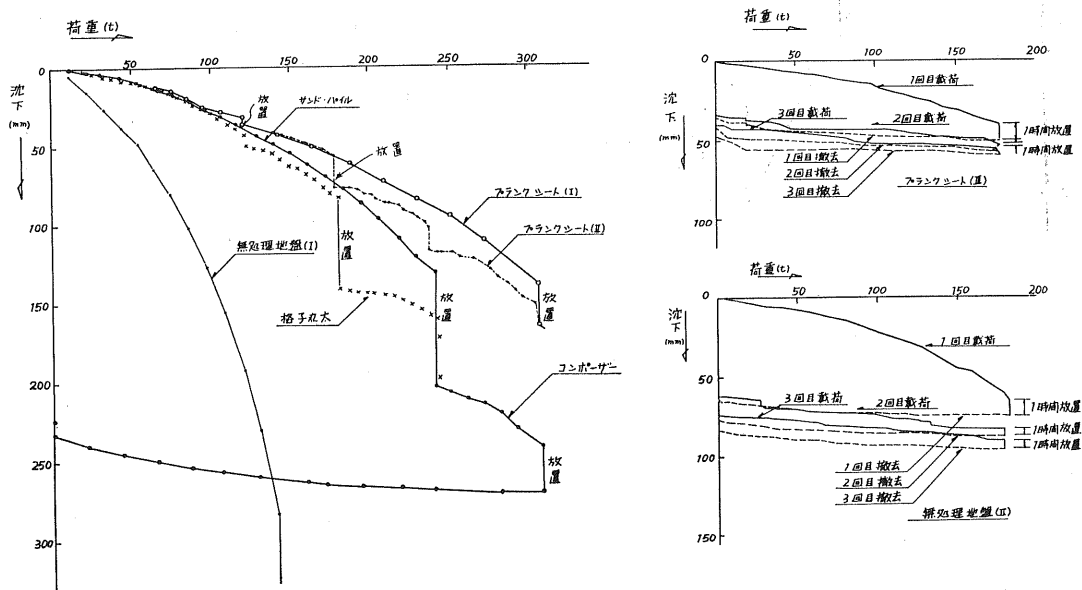 荷重(t)
50
100
150
200
250
300
0
50
100
150
200
250
300
沈下
(mm)
放置
サンド・パイル
放置
プランクシート(I)
プランクシート(II)
放置
無処理地盤(I)
格子丸太
放置
放置
コンポーザー
放置
荷重(t)
50
100
150
200
0
50
100
沈下
(mm)
1回目載荷
3回目載荷
2回目載荷
1時間放置
1時間放置
1回目撤去
2回目撤去
3回目撤去
プランクシート(III)
荷重(t)
50
100
150
200
0
50
100
150
沈下
(mm)
1回目載荷
3回目載荷
2回目載荷
1時間放置
1時間放置
1時間放置
1回目撤去
2回目撤去
3回目撤去
無処理地盤(II)